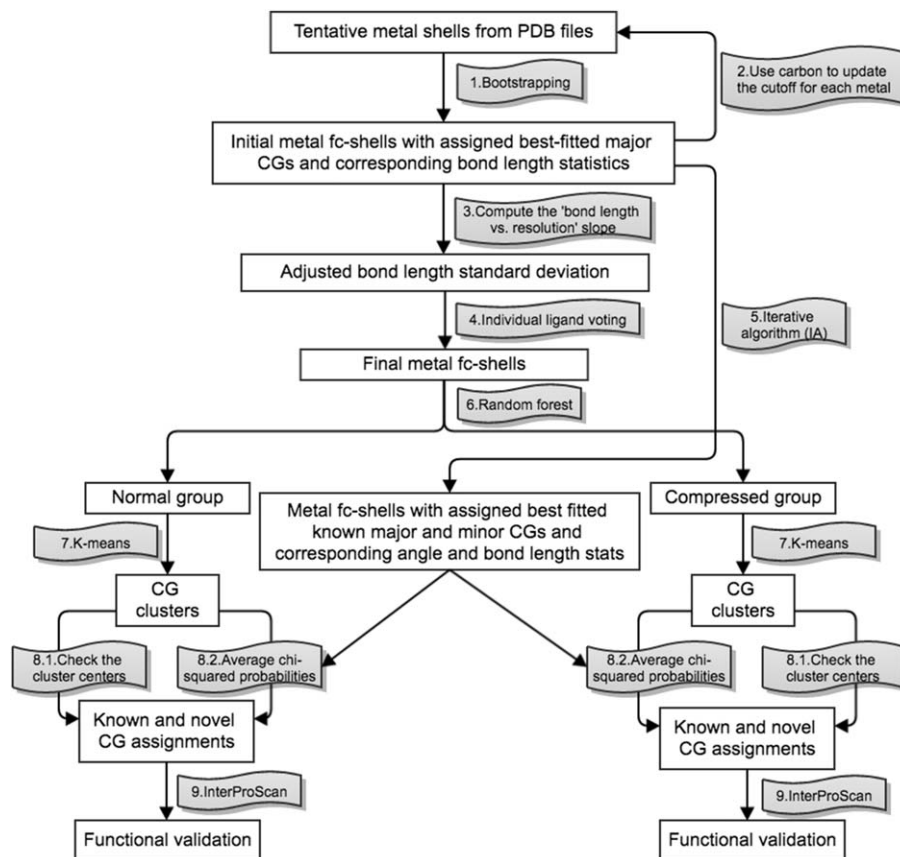 Tentative metal shells from PDB files
1.Bootstrapping
2.Use carbon to update
the cutoff for each metal
Initial metal fc-shells with assigned best-fitted major
CGs and corresponding bond length statistics
3.Compute the 'bond length
vs. resolution' slope
Adjusted bond length standard deviation
4.Individual ligand voting
5.Iterative
algorithm (IA)
Final metal fc-shells
6.Random forest
Normal group
Metal fc-shells with assigned best fitted
known major and minor CGs and
corresponding angle and bond length stats
Compressed group
7.K-means
7.K-means
CG
clusters
CG
clusters
8.1.Check the
cluster centers
8.2.Average chi-
squared probabilities
8.2.Average chi-
squared probabilities
8.1.Check the
cluster centers
Known and novel
CG assignments
Known and novel
CG assignments
9.InterProScan
9.InterProScan
Functional validation
Functional validation